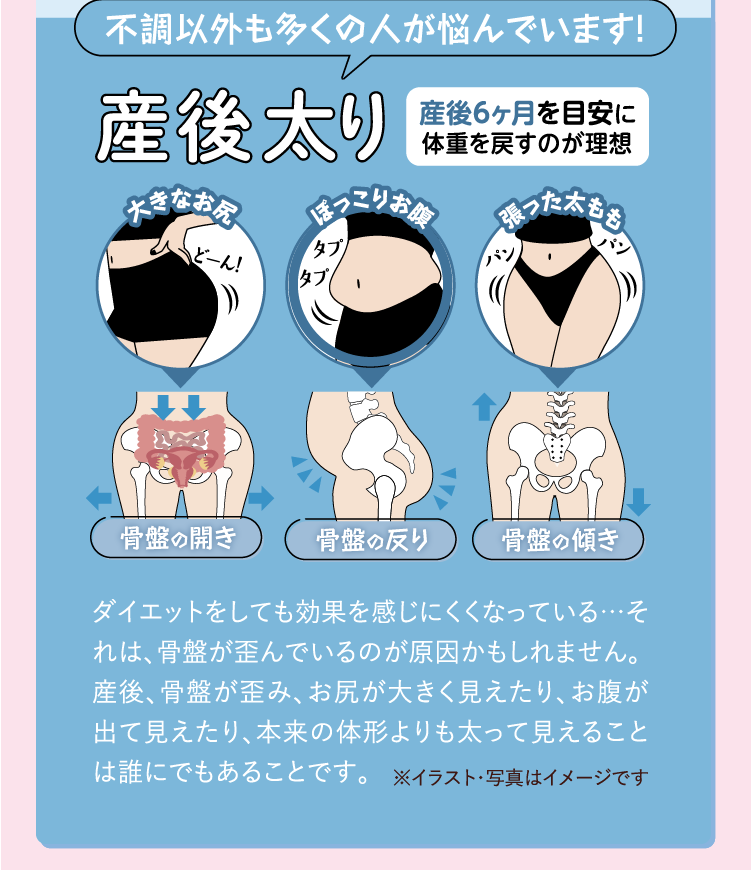 不調以外も多くの人が悩んでいます!
産後太り
産後6ヶ月を目安に
体重を戻すのが理想
大きなお尻
ぽっこりお腹
張った太もも
どーん!
タプ
タプ
パン
パン
骨盤の開き
骨盤の反り
骨盤の傾き
ダイエットをしても効果を感じにくくなっている…そ
れは、骨盤が歪んでいるのが原因かもしれません。
産後、骨盤が歪み、お尻が大きく見えたり、お腹が
出て見えたり、本来の体形よりも太って見えること
は誰にでもあることです。
※イラスト・写真はイメージです